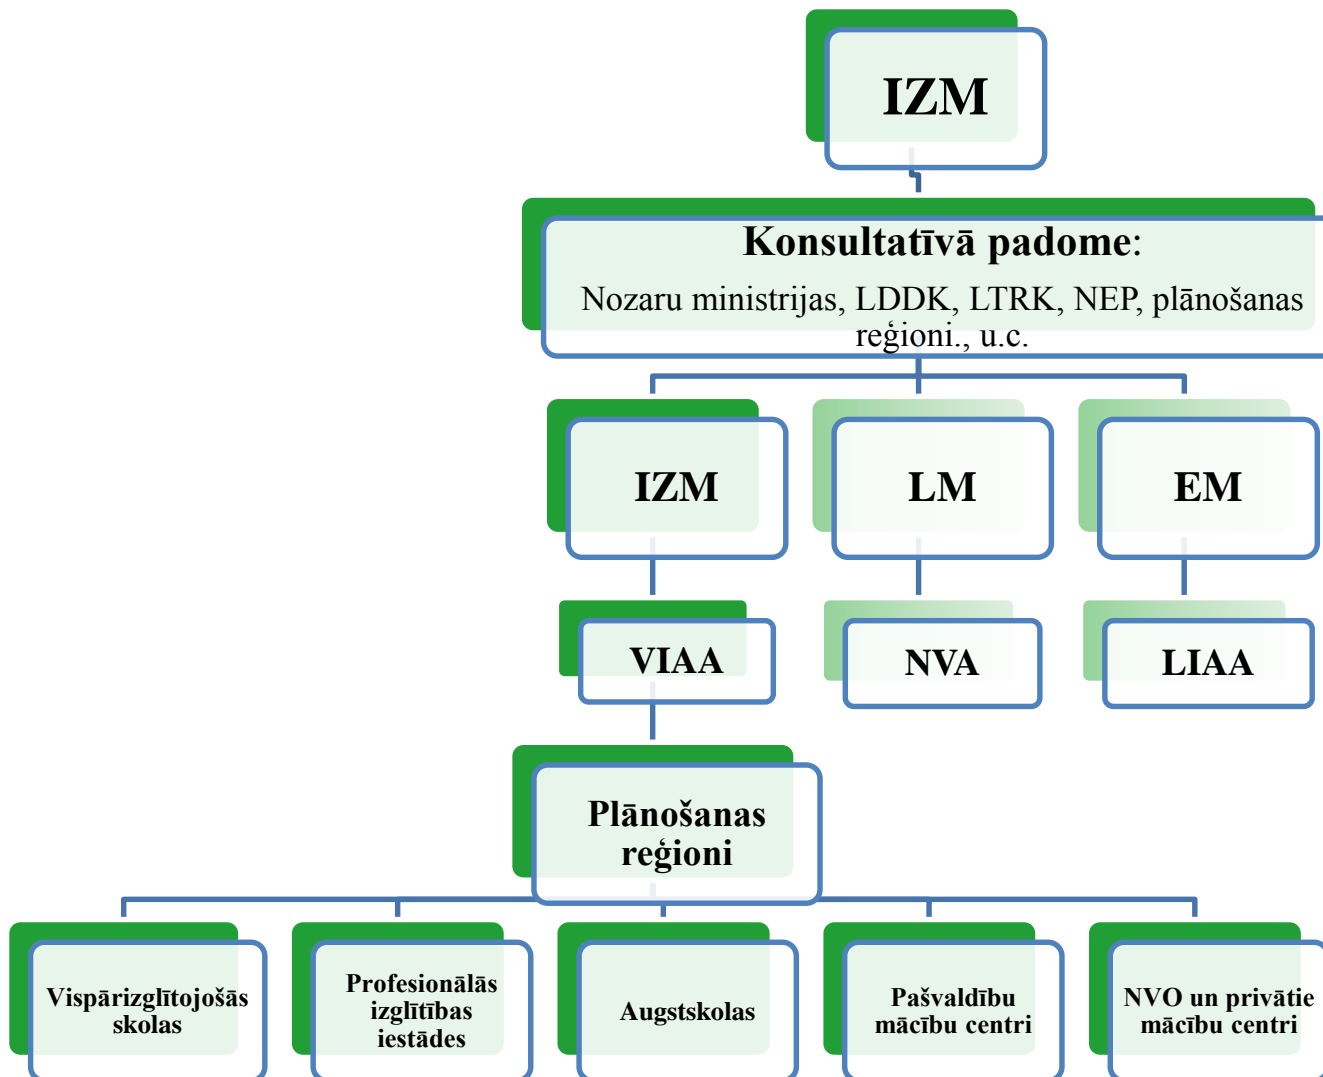 IZM
Konsultatīvā padome:
Nozaru ministrijas, LDDK, LTRK, NEP, plānošanas
reģioni., u.c.
IZM
LM
EM
VIAA
NVA
LIAA
Plānošanas
reģioni
Vispārizglītojošās
skolas
Profesionālās
izglītības
iestādes
Augstskolas
Pašvaldību
mācību centri
NVO un privātie
mācību centri